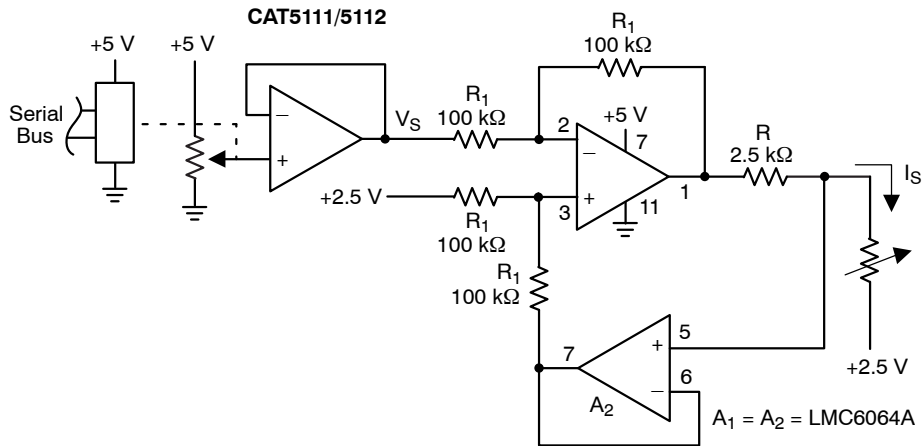 CAT5111/5112
+5 V
+5 V
Serial
Bus
−
+
VS
R1
100 kΩ
R1
100 kΩ
+5 V
2
−
7
+
3
11
1
+2.5 V
R1
100 kΩ
R1
100 kΩ
R
2.5 kΩ
IS
+2.5 V
5
+
7
6
−
A2
A1 = A2 = LMC6064A